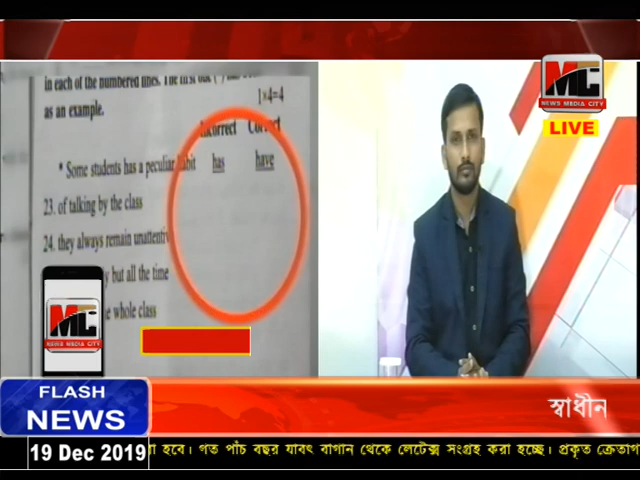 in each of the numbered lines. The first one
as an example.
1×4=4
Incorrect Correct
* Some students has a peculiar habit has have
23. of talking by the class
24. they always remain unattentiv
y but all the time
e whole class
MC
NEWS MEDIA CITY
LIVE
MC
NEWS MEDIA CITY
FLASH
NEWS
স্বাধীন
19 Dec 2019
া হবে। গত পাঁচ বছর যাবৎ বাগান থেকে লেটেক্স সংগ্রহ করা হচ্ছে। প্রকৃত ক্রেতাগ